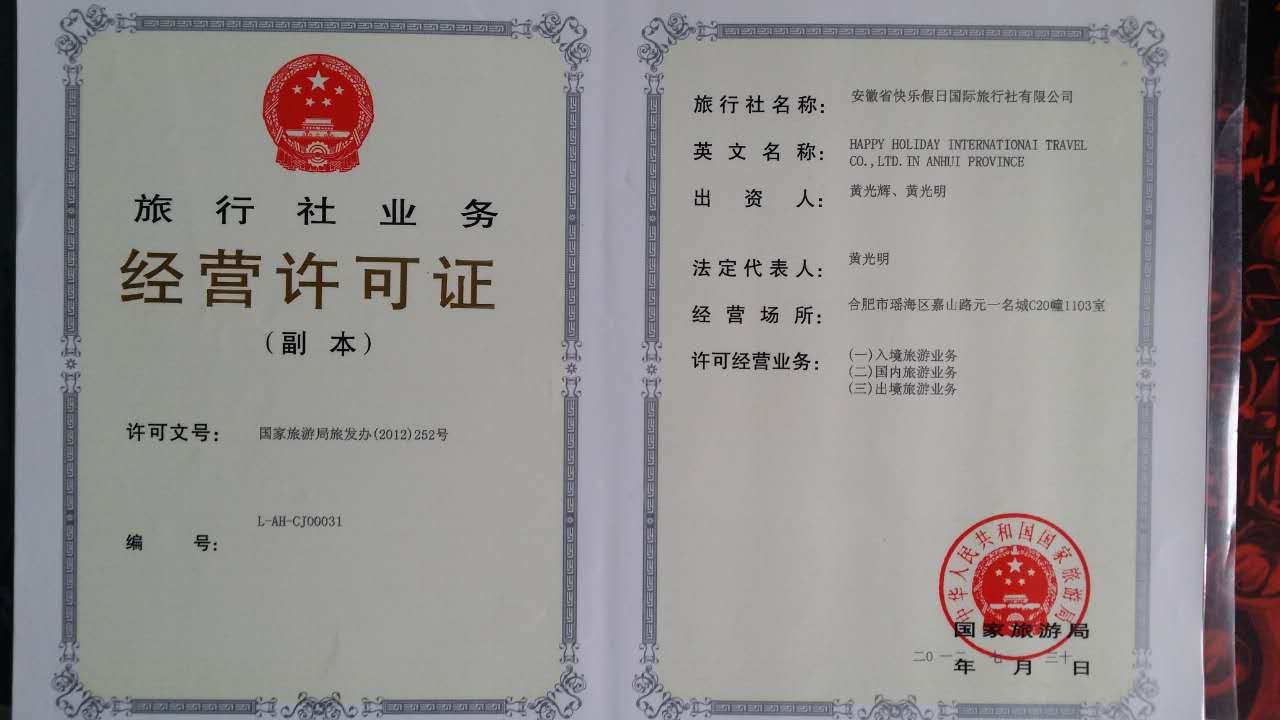 旅行社业务
经营许可证
（副本）
许可文号： 国家旅游局旅发办(2012)252号
编号： L-AH-CJ00031
旅行社名称： 安徽省快乐假日国际旅行社有限公司
英文名称： HAPPY HOLIDAY INTERNATIONAI TRAVEL
CO.,LTD.IN ANHUI PROVINCE
出资人： 黄光辉、黄光明
法定代表人： 黄光明
经营场所： 合肥市瑶海区嘉山路元一名城C20幢1103室
许可经营业务： (一)入境旅游业务
(二)国内旅游业务
(三)出境旅游业务
中华人民共和国国家旅游局
国家旅游局
二0一二年七月三十日